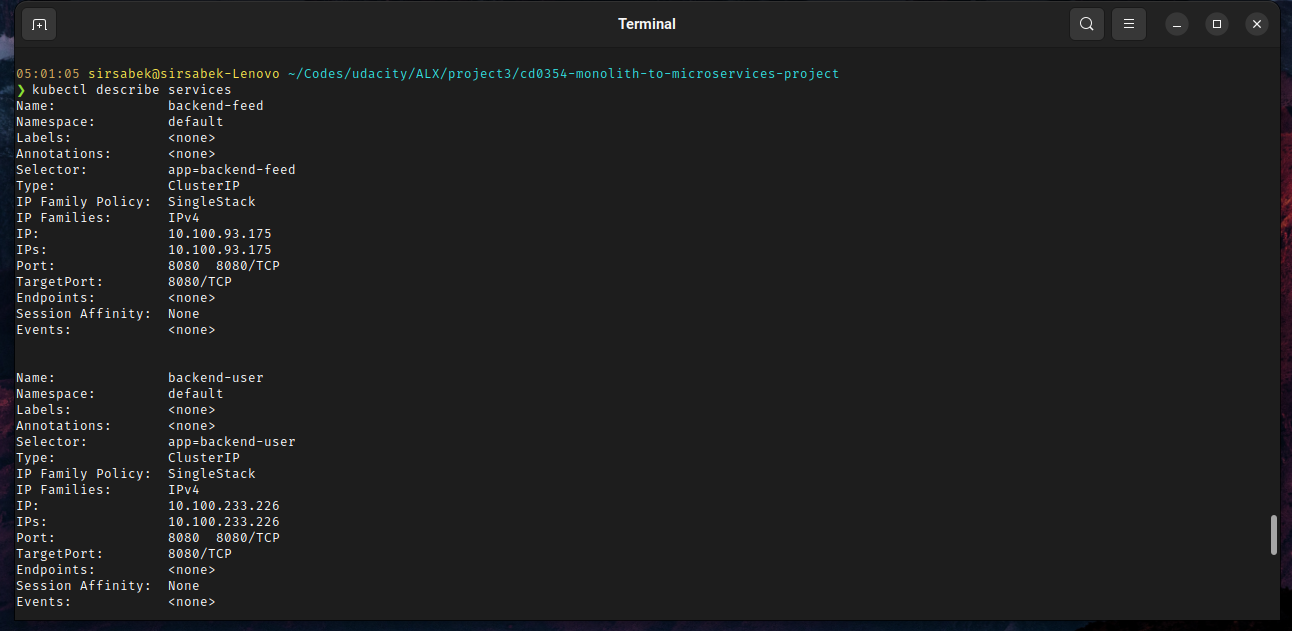 Terminal
05:01:05 sirsabek@sirsabek-Lenovo ~/Codes/udacity/ALX/project3/cd0354-monolith-to-microservices-project
❯ kubectl describe services
Name:              backend-feed
Namespace:         default
Labels:            <none>
Annotations:       <none>
Selector:          app=backend-feed
Type:              ClusterIP
IP Family Policy:  SingleStack
IP Families:       IPv4
IP:                10.100.93.175
IPs:               10.100.93.175
Port:              8080  8080/TCP
TargetPort:        8080/TCP
Endpoints:         <none>
Session Affinity:  None
Events:            <none>
Name:              backend-user
Namespace:         default
Labels:            <none>
Annotations:       <none>
Selector:          app=backend-user
Type:              ClusterIP
IP Family Policy:  SingleStack
IP Families:       IPv4
IP:                10.100.233.226
IPs:               10.100.233.226
Port:              8080  8080/TCP
TargetPort:        8080/TCP
Endpoints:         <none>
Session Affinity:  None
Events:            <none>